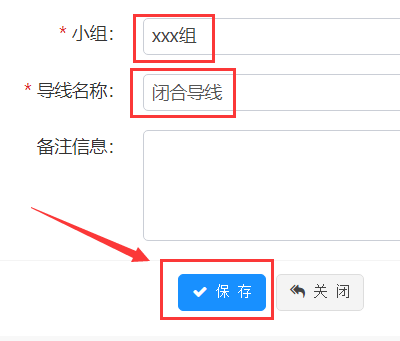 * 小组： xxx组
* 导线名称： 闭合导线
备注信息：
保 存 关 闭